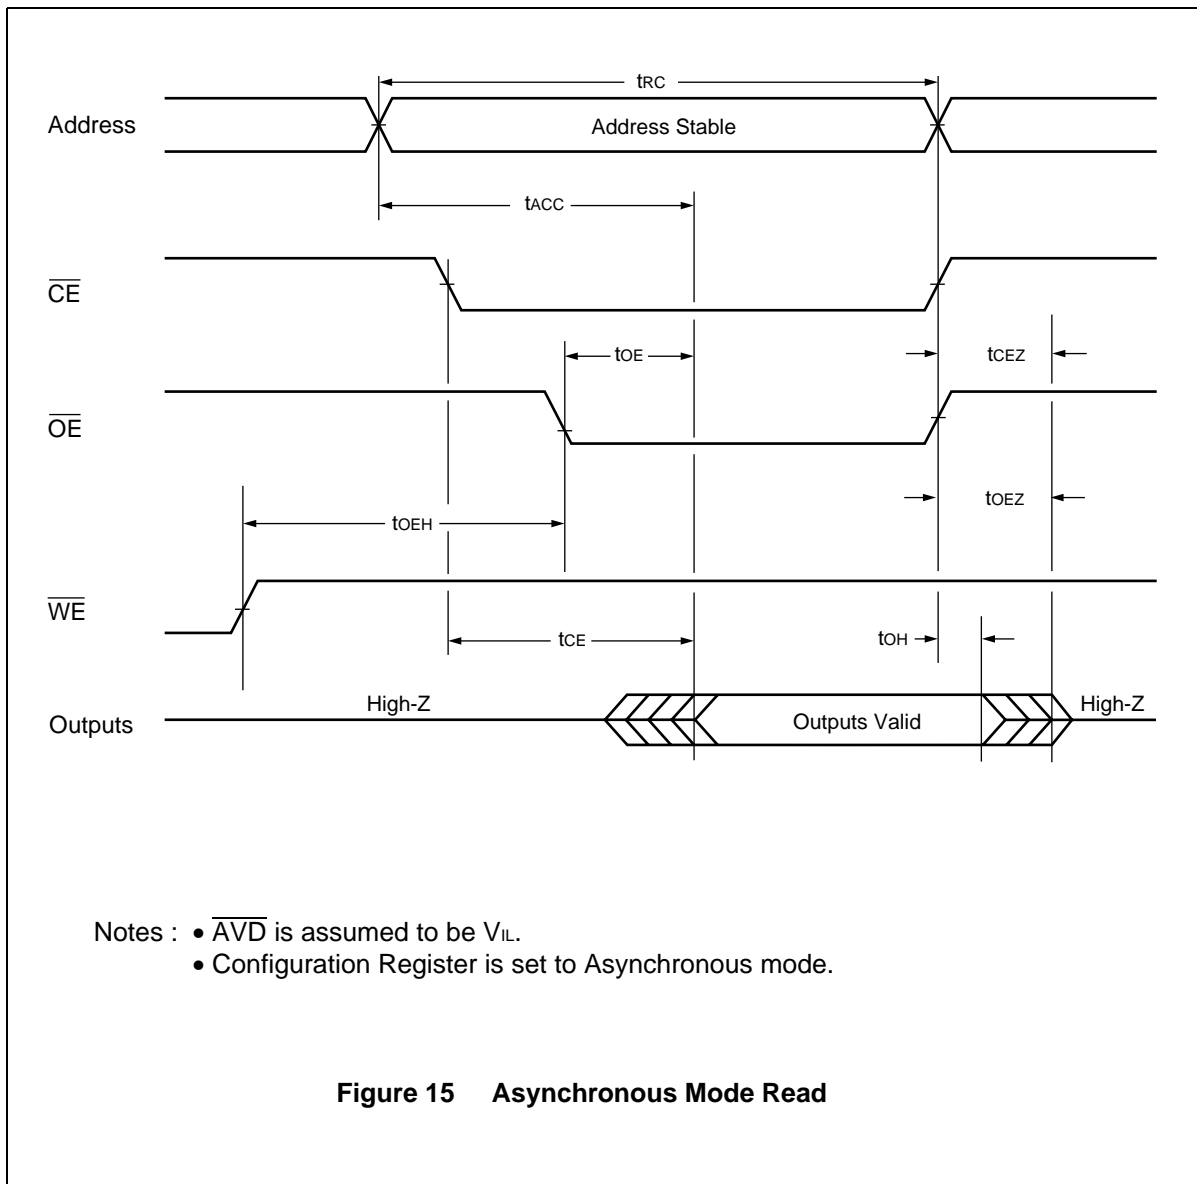 tRC
Address
Address Stable
tACC
CE
tOE
tCEZ
OE
tOEZ
tOEH
WE
tCE
tOH
High-Z
High-Z
Outputs
Outputs Valid
Notes : • AVD is assumed to be VIL.
• Configuration Register is set to Asynchronous mode.
Figure 15 Asynchronous Mode Read